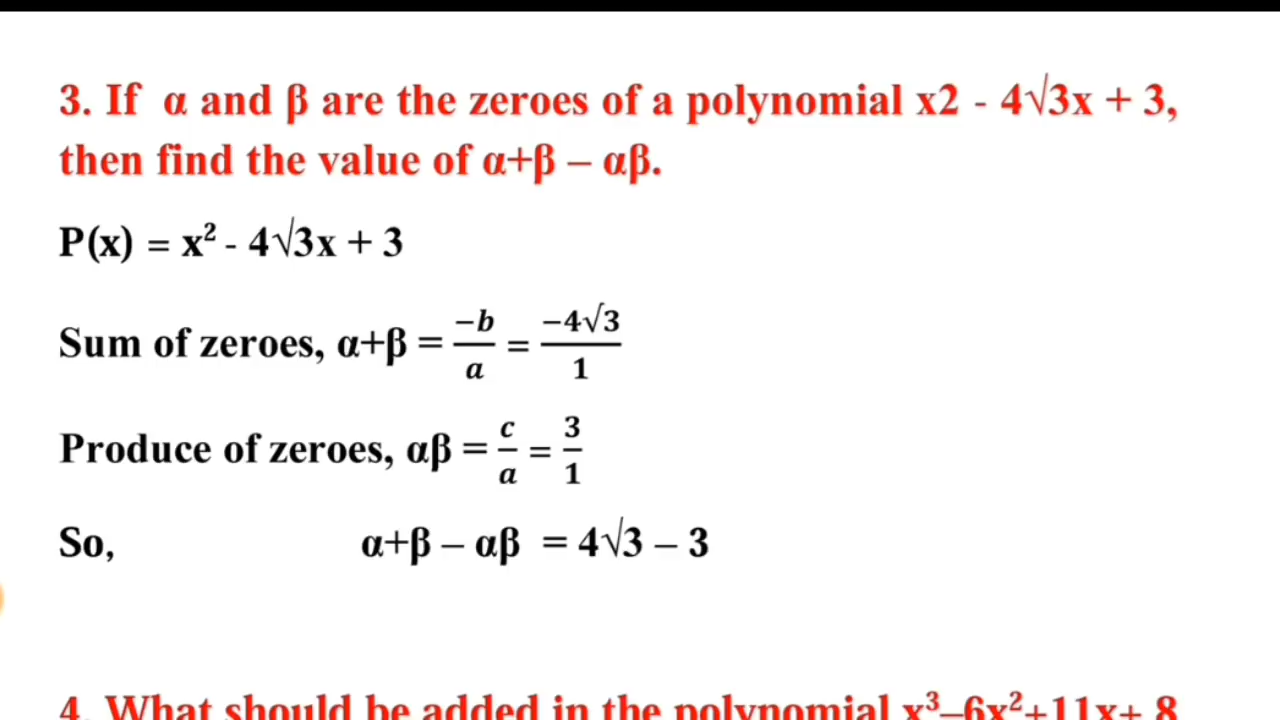 3. If α and β are the zeroes of a polynomial x2 - 4√3x + 3,
then find the value of α+β – αβ.
P(x) = x² - 4√3x + 3
Sum of zeroes, α+β = −b/a = −4√3/1
Produce of zeroes, αβ = c/a = 3/1
So, α+β – αβ = 4√3 – 3
4. What should be added in the polynomial x³–6x²+11x+ 8